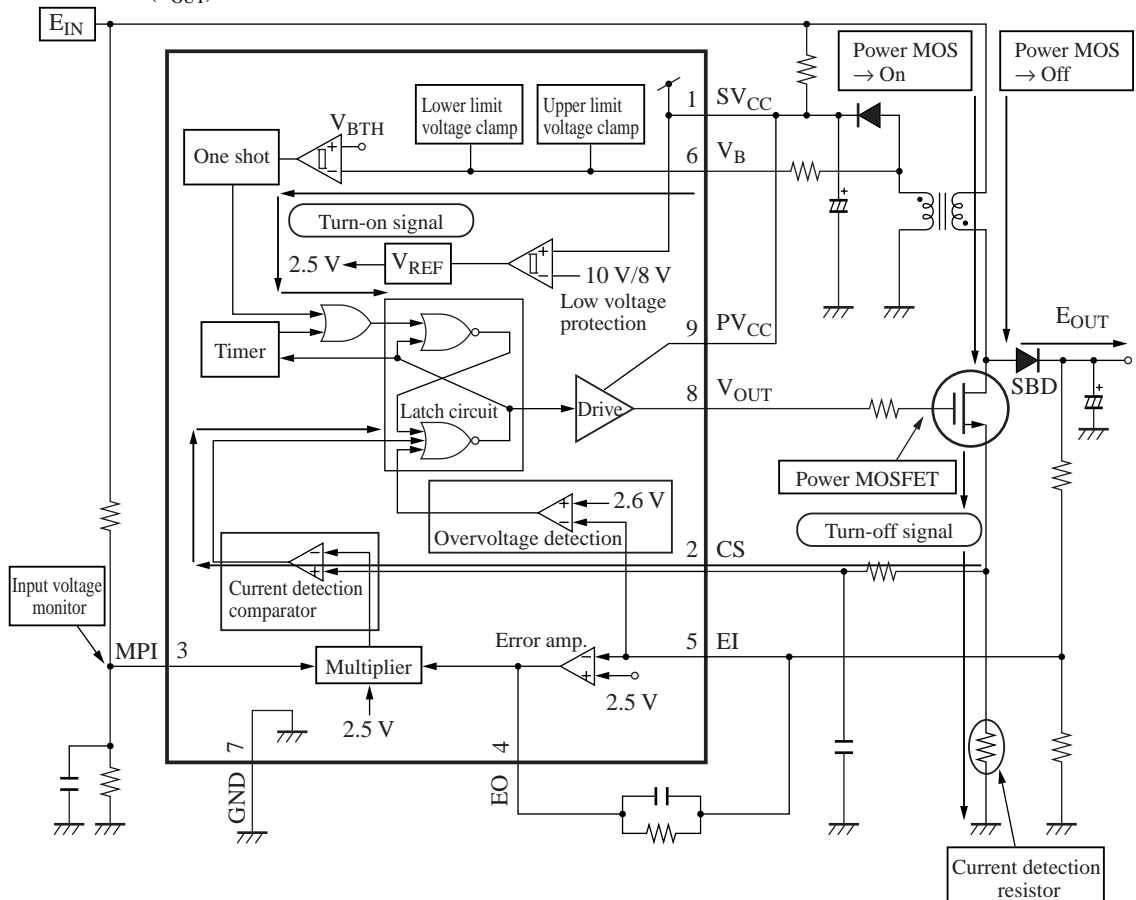 E_IN
Power MOS
→ On
Power MOS
→ Off
Lower limit
voltage clamp
Upper limit
voltage clamp
1
SV_CC
V_BTH
+
−
One shot
6
V_B
+
Turn-on signal
2.5 V
V_REF
+
−
10 V/8 V
Low voltage
protection
9
PV_CC
E_OUT
Timer
SBD
+
Latch circuit
Drive
8
V_OUT
Power MOSFET
+
−
2.6 V
Overvoltage detection
Turn-off signal
2
CS
−
+
Current detection
comparator
Input voltage
monitor
MPI
3
Error amp.
5
EI
Multiplier
−
+
2.5 V
2.5 V
7
GND
4
EO
Current detection
resistor